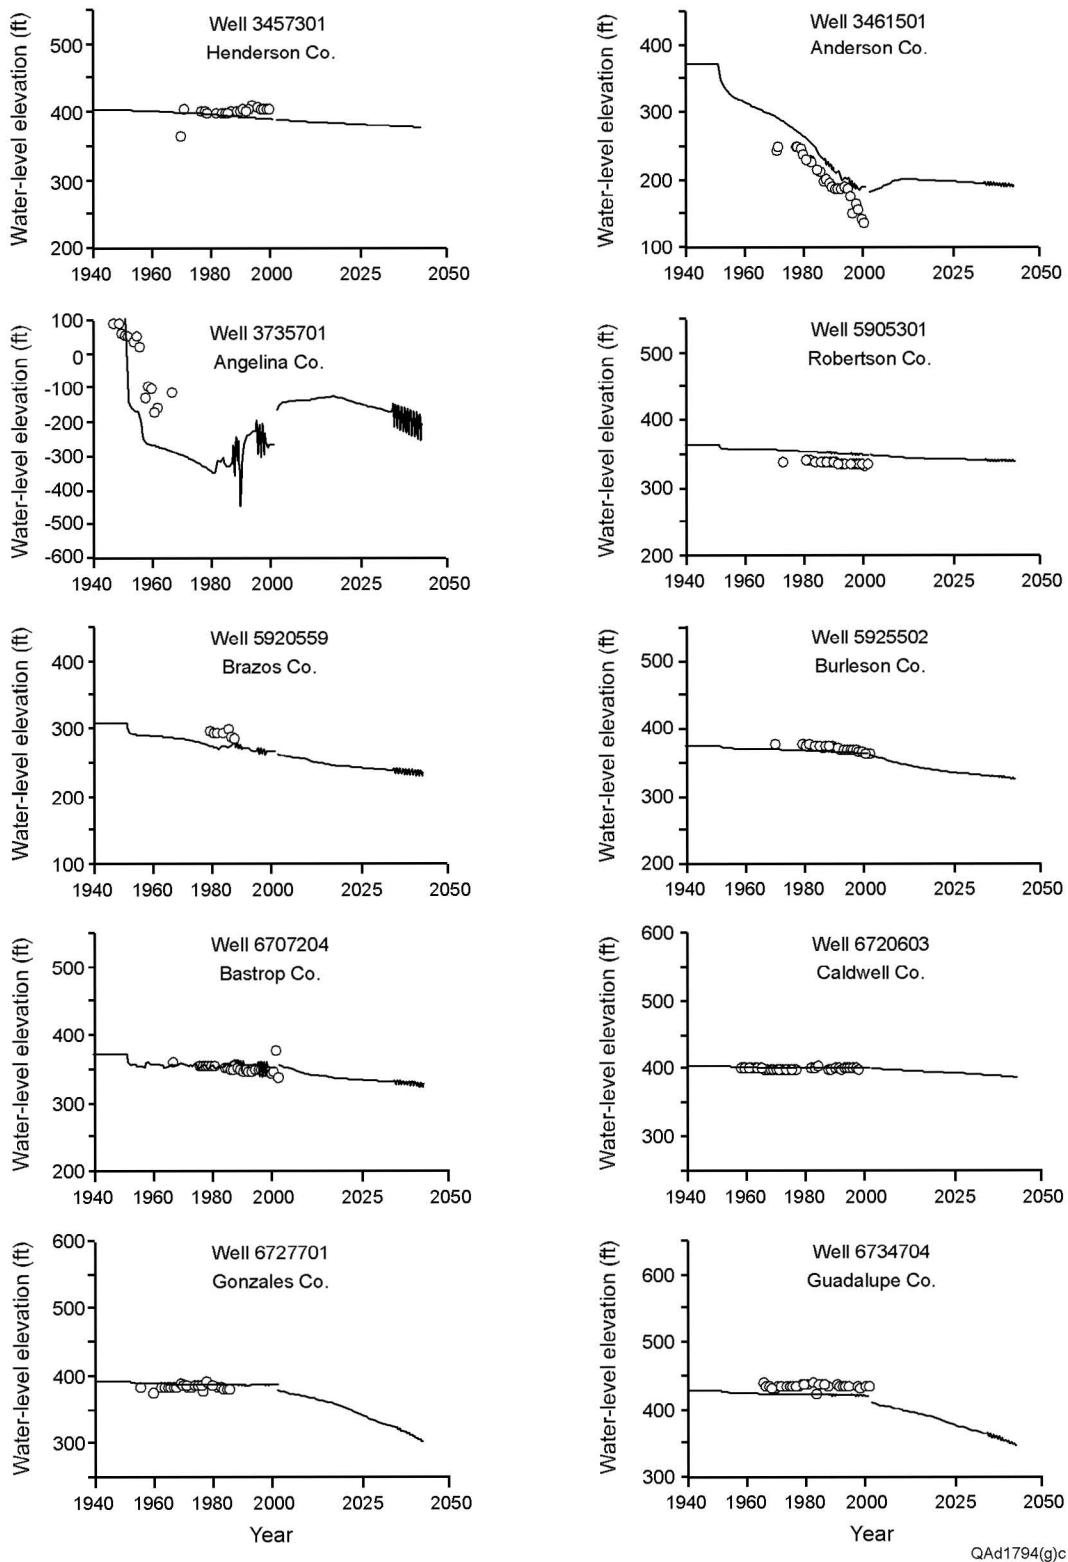 Water-level elevation (ft)
500
400
300
200
Well 3457301
Henderson Co.
1940 1960 1980 2000 2025 2050
Water-level elevation (ft)
400
300
200
100
Well 3461501
Anderson Co.
1940 1960 1980 2000 2025 2050
Water-level elevation (ft)
100
0
-100
-200
-300
-400
-500
-600
Well 3735701
Angelina Co.
1940 1960 1980 2000 2025 2050
Water-level elevation (ft)
500
400
300
200
Well 5905301
Robertson Co.
1940 1960 1980 2000 2025 2050
Water-level elevation (ft)
400
300
200
100
Well 5920559
Brazos Co.
1940 1960 1980 2000 2025 2050
Water-level elevation (ft)
500
400
300
200
Well 5925502
Burleson Co.
1940 1960 1980 2000 2025 2050
Water-level elevation (ft)
500
400
300
200
Well 6707204
Bastrop Co.
1940 1960 1980 2000 2025 2050
Water-level elevation (ft)
600
500
400
300
Well 6720603
Caldwell Co.
1940 1960 1980 2000 2025 2050
Water-level elevation (ft)
600
500
400
300
Well 6727701
Gonzales Co.
1940 1960 1980 2000 2025 2050
Year
Water-level elevation (ft)
600
500
400
300
Well 6734704
Guadalupe Co.
1940 1960 1980 2000 2025 2050
Year
QAd1794(g)c